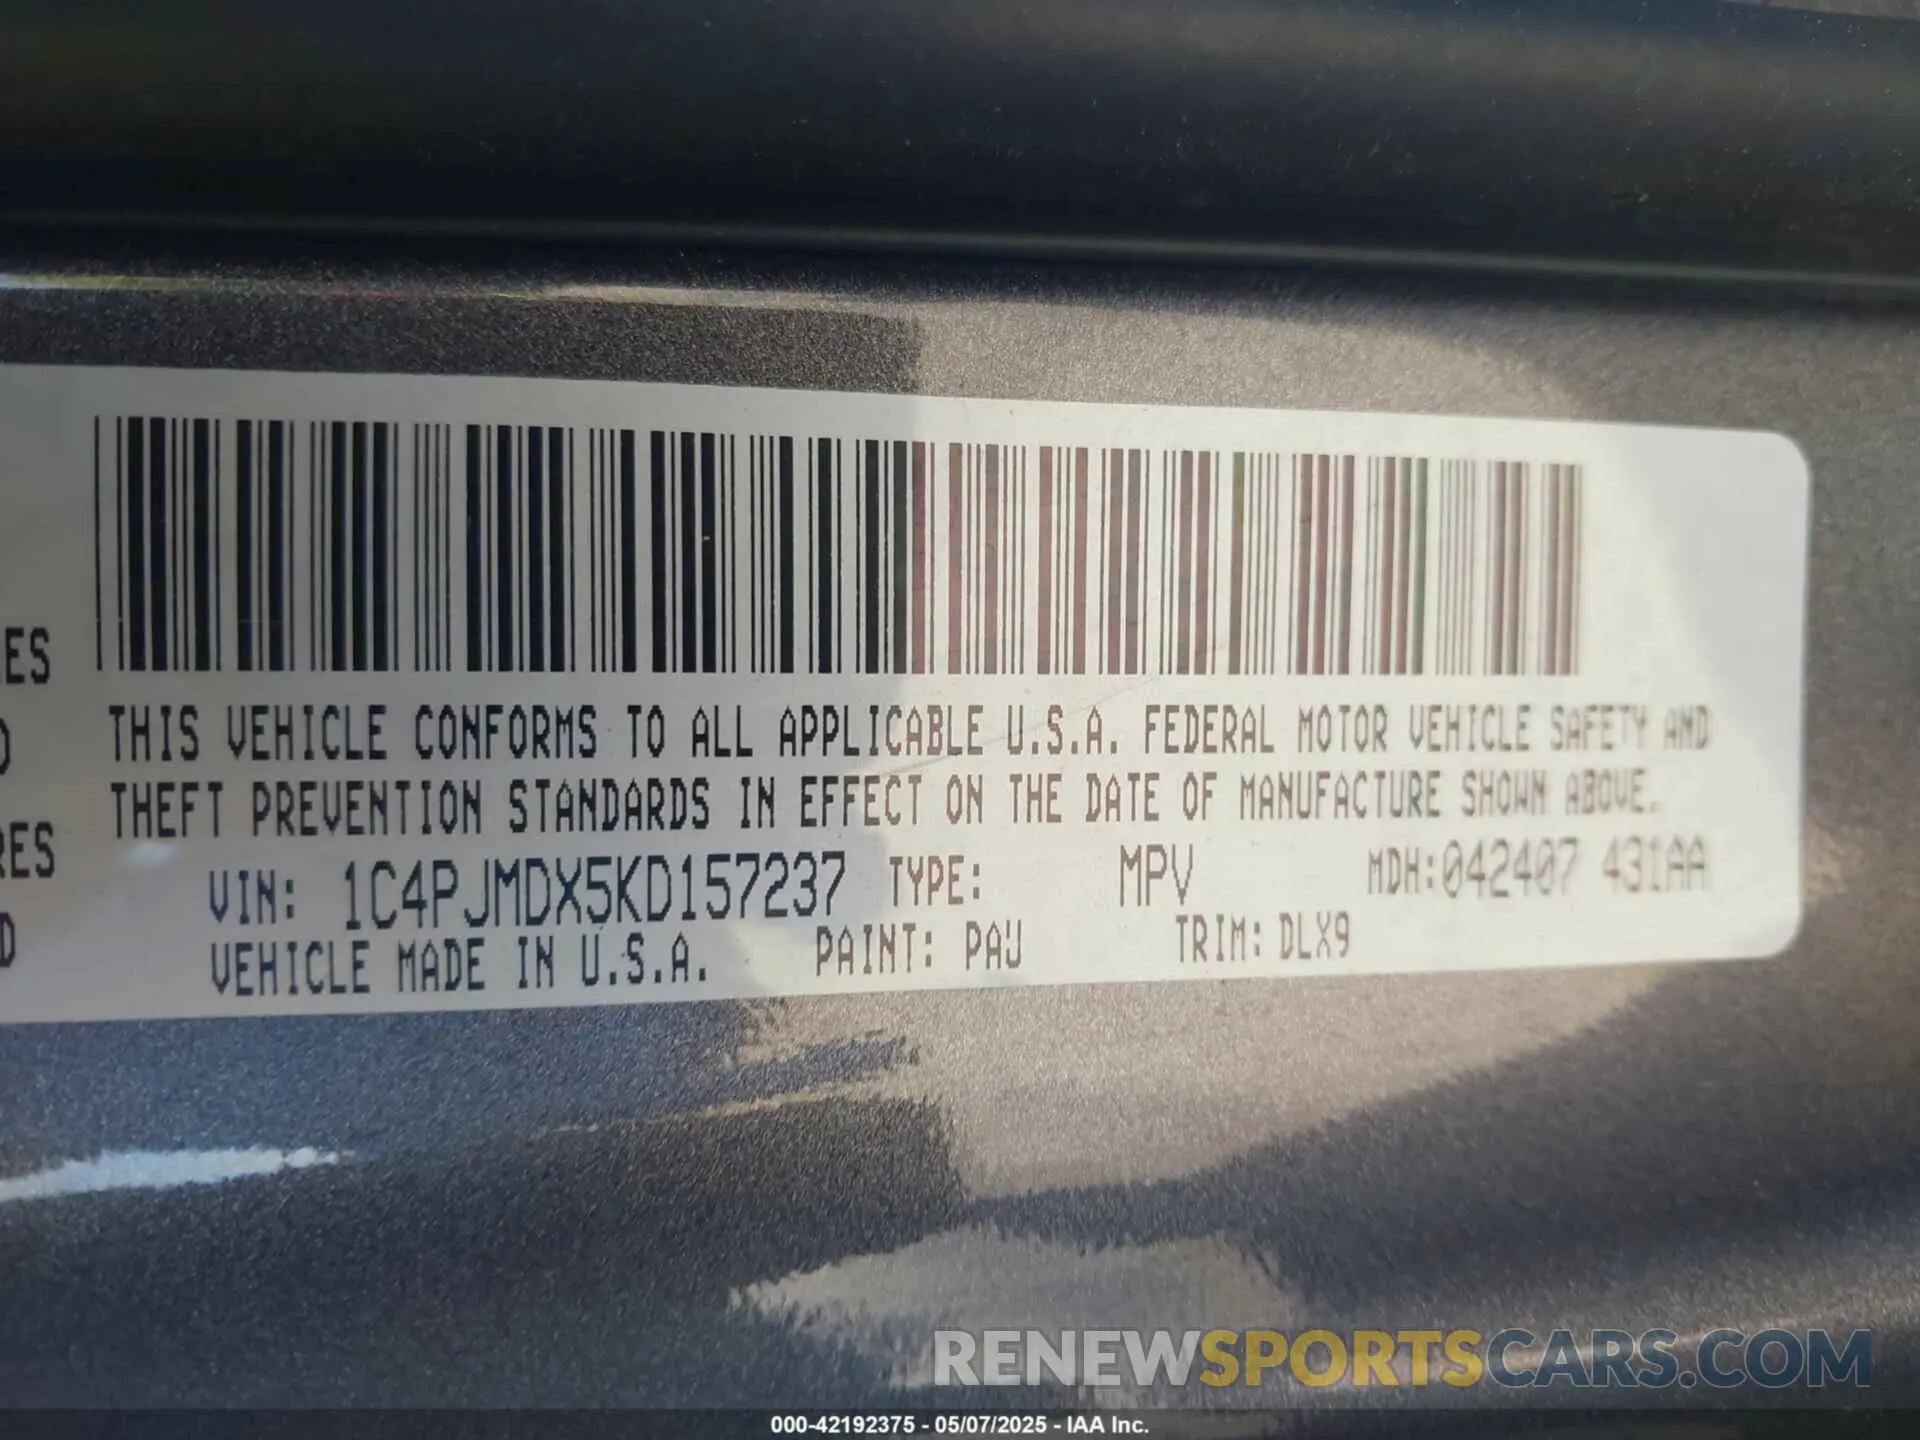 ES
THIS VEHICLE CONFORMS TO ALL APPLICABLE U.S.A. FEDERAL MOTOR VEHICLE SAFETY AND
THEFT PREVENTION STANDARDS IN EFFECT ON THE DATE OF MANUFACTURE SHOWN ABOVE.
RES
VIN: 1C4PJMDX5KD157237 TYPE: MPV MDH:042407 431AA
D
VEHICLE MADE IN U.S.A. PAINT: PAU TRIM: DLX9
RENEWSPORTSCARS.COM
000-42192375 - 05/07/2025 - IAA Inc.